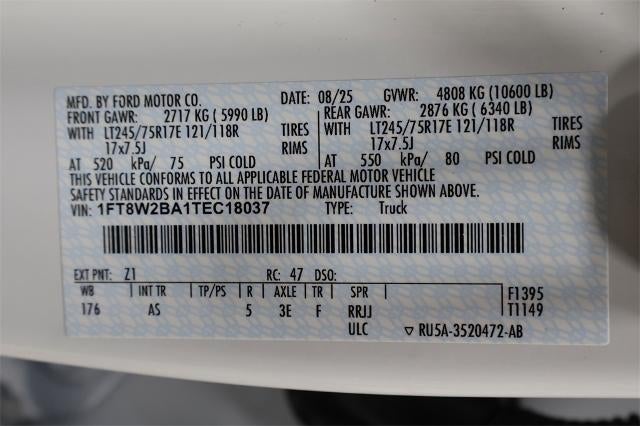 MFD. BY FORD MOTOR CO. DATE: 08/25 GVWR: 4808 KG (10600 LB)
FRONT GAWR: 2717 KG ( 5990 LB) REAR GAWR: 2876 KG ( 6340 LB)
WITH LT245/75R17E 121/118R TIRES WITH LT245/75R17E 121/118R TIRES
17x7.5J RIMS 17x7.5J RIMS
AT 520 kPa/ 75 PSI COLD AT 550 kPa/ 80 PSI COLD
THIS VEHICLE CONFORMS TO ALL APPLICABLE FEDERAL MOTOR VEHICLE
SAFETY STANDARDS IN EFFECT ON THE DATE OF MANUFACTURE SHOWN ABOVE.
VIN: 1FT8W2BA1TEC18037 TYPE: Truck
EXT PNT: Z1 RC: 47 DSO:
WB INT TR TP/PS R AXLE TR SPR F1395
176 AS 5 3E F RRJJ T1149
ULC ▽ RU5A-3520472-AB